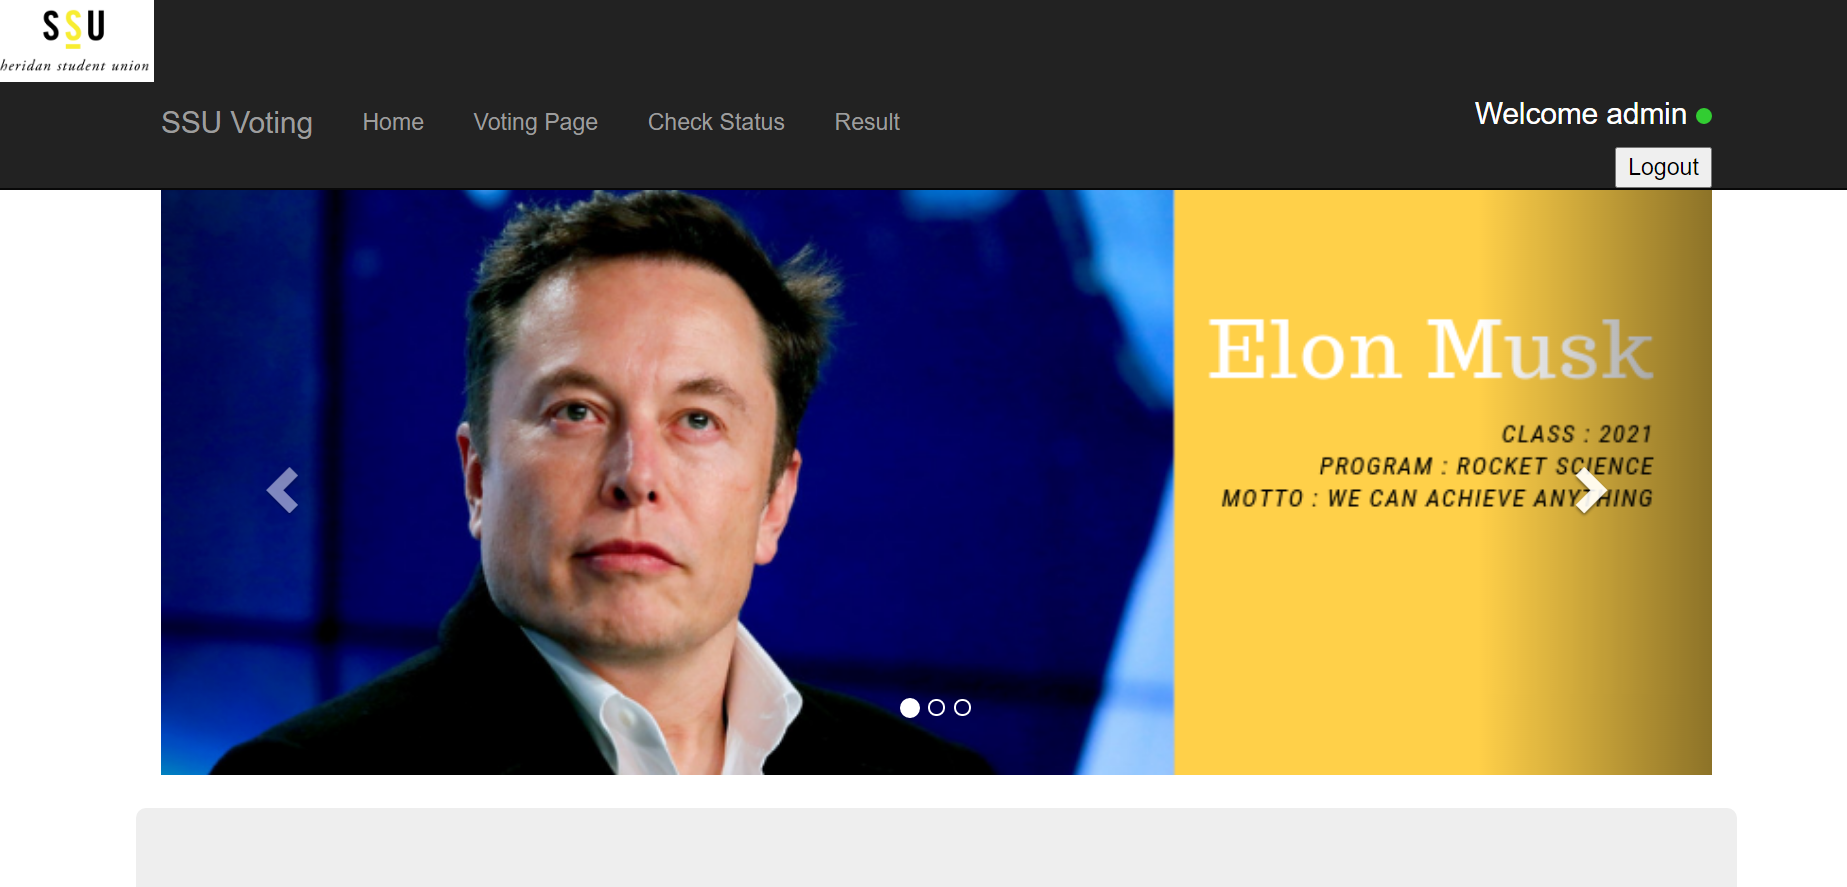 SSU
heridan student union
SSU Voting
Home
Voting Page
Check Status
Result
Welcome admin
Logout
Elon Musk
CLASS : 2021
PROGRAM : ROCKET SCIENCE
MOTTO : WE CAN ACHIEVE ANYTHING